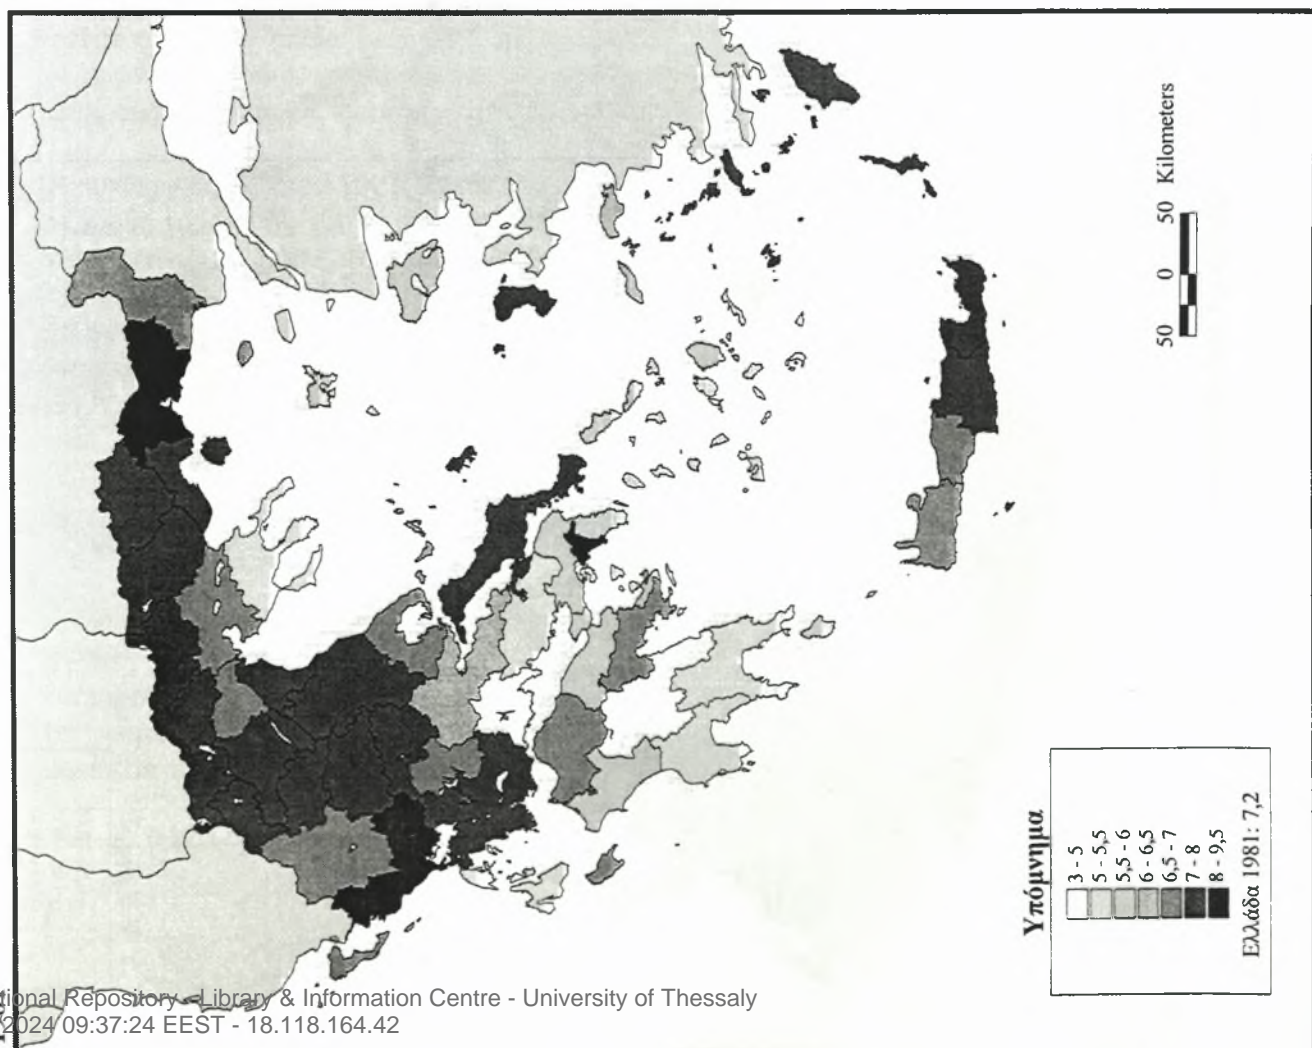 50 0 50 Kilometers
Υπόμνημα
3 - 5
5 - 5,5
5,5 - 6
6 - 6,5
6,5 - 7
7 - 8
8 - 9,5
Ελλάδα 1981: 7,2
tional Repository - Library & Information Centre - University of Thessaly
2024 09:37:24 EEST - 18.118.164.42